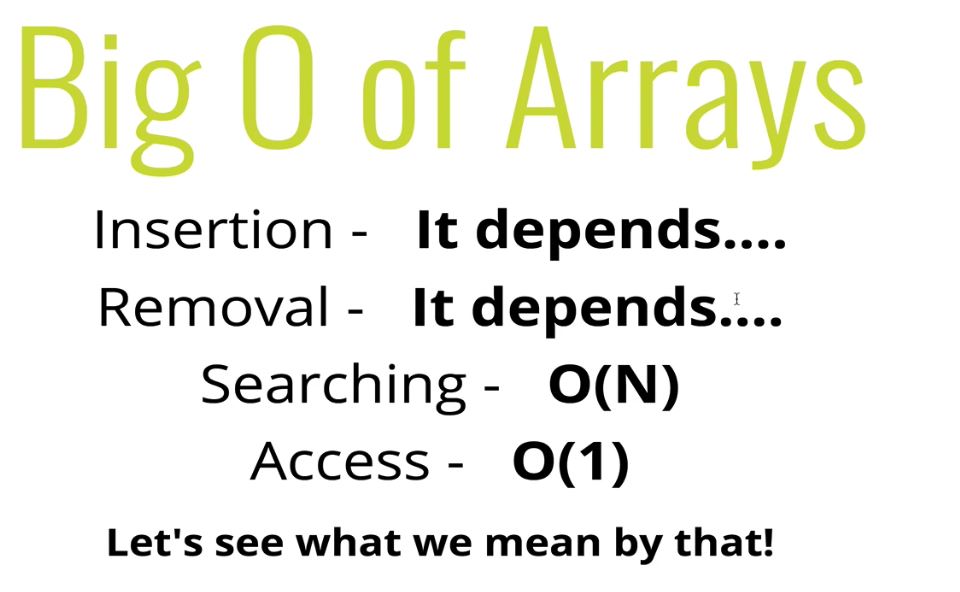 Big O of Arrays
Insertion - It depends....
Removal - It depends....
Searching - O(N)
Access - O(1)
Let's see what we mean by that!